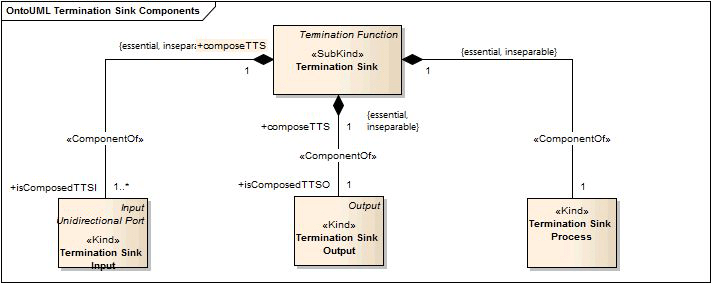 OntoUML Termination Sink Components
Termination Function
«SubKind»
Termination Sink
{essential, insepara
+composeTTS
1
{essential, inseparable}
1
+composeTTS
1
{essential,
inseparable}
«ComponentOf»
«ComponentOf»
«ComponentOf»
+isComposedTTSI
1..*
+isComposedTTSO
1
1
Input
Unidirectional Port
«Kind»
Termination Sink
Input
Output
«Kind»
Termination Sink
Output
«Kind»
Termination Sink
Process